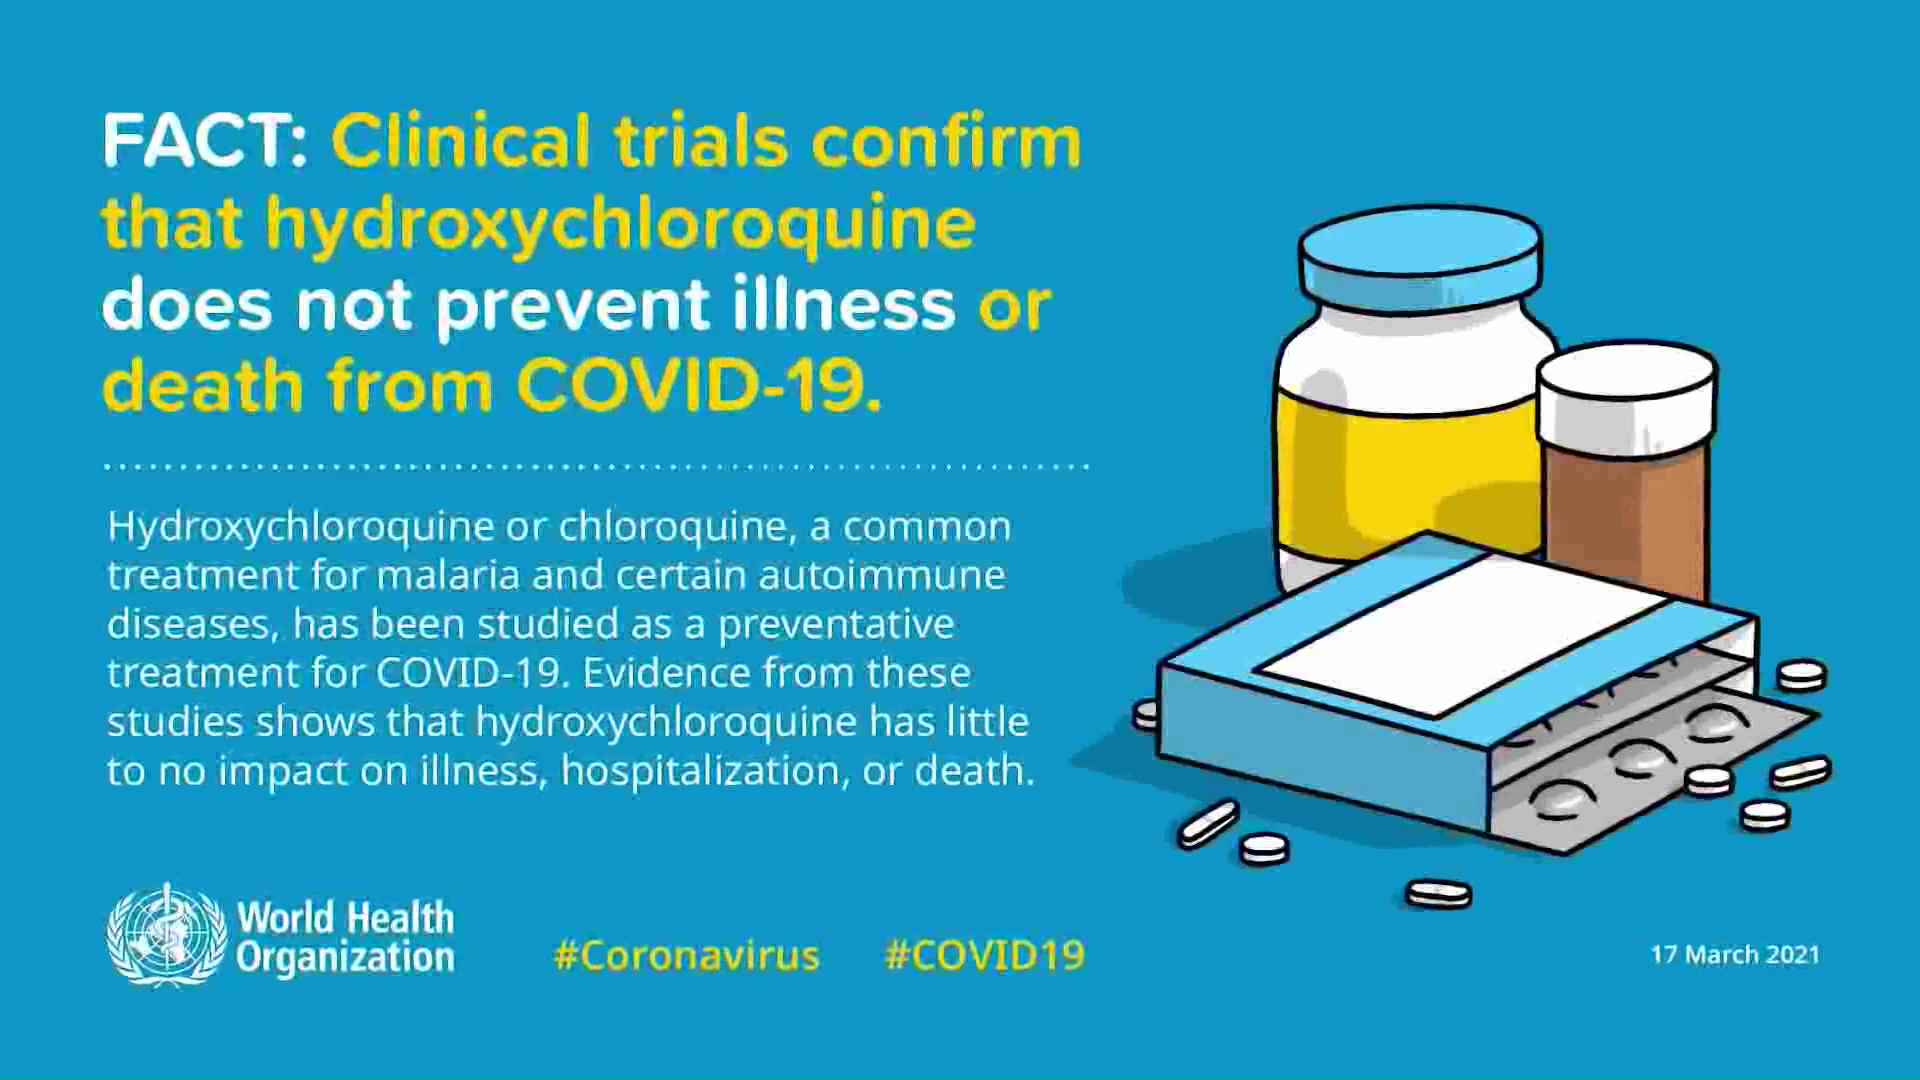 FACT: Clinical trials confirm
that hydroxychloroquine
does not prevent illness or
death from COVID-19.
Hydroxychloroquine or chloroquine, a common
treatment for malaria and certain autoimmune
diseases, has been studied as a preventative
treatment for COVID-19. Evidence from these
studies shows that hydroxychloroquine has little
to no impact on illness, hospitalization, or death.
World Health
Organization
#Coronavirus #COVID19
17 March 2021